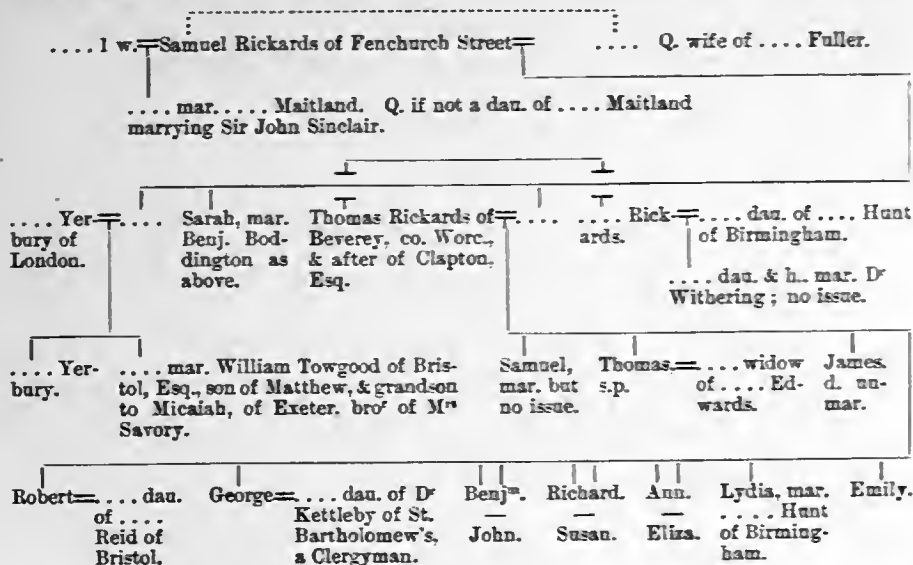 .... 1 w.=Samuel Rickards of Fenchurch Street= .... Q. wife of .... Fuller.
.... mar..... Maitland. Q. if not a dau. of .... Maitland
marrying Sir John Sinclair.
.... Yer-
bury of
London.
=....
Sarah, mar.
Benj. Bod-
dington as
above.
Thomas Rickards of
Beverey, co. Worc.,
& after of Clapton,
Esq.
=....
.... Rick-
ards.
=.... dau. of .... Hunt
of Birmingham.
.... dau. & h., mar. Dr
Withering; no issue.
.... Yer-
bury.
.... mar. William Towgood of Bris-
tol, Esq., son of Matthew, & grandson
to Micaiah, of Exeter, bror of Mrs
Savory.
Samuel,
mar. but
no issue.
Thomas,
s.p.
=.... widow
of .... Ed-
wards.
James,
d. un-
mar.
Robert=.... dau.
of ....
Reid of
Bristol.
George=.... dau. of Dr
Kettleby of St.
Bartholomew's,
a Clergyman.
Benjn.
—
John.
Richard.
—
Susan.
Ann.
—
Eliza.
Lydia, mar.
.... Hunt
of Birming-
ham.
Emily.